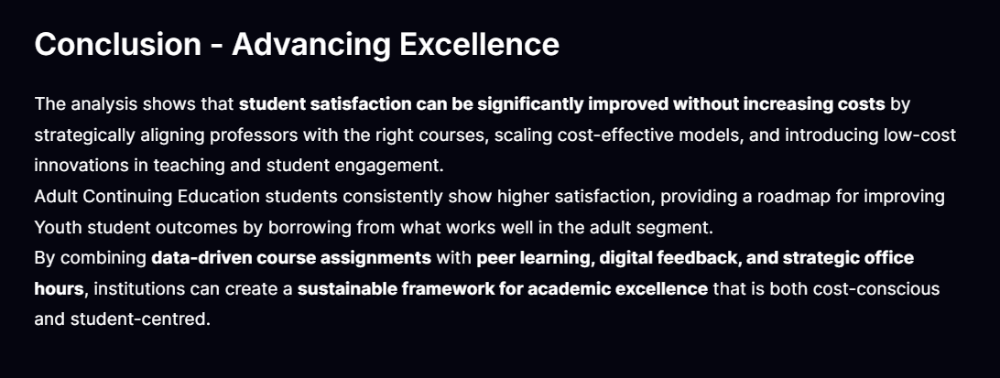 Conclusion - Advancing Excellence
The analysis shows that student satisfaction can be significantly improved without increasing costs by
strategically aligning professors with the right courses, scaling cost-effective models, and introducing low-cost
innovations in teaching and student engagement.
Adult Continuing Education students consistently show higher satisfaction, providing a roadmap for improving
Youth student outcomes by borrowing from what works well in the adult segment.
By combining data-driven course assignments with peer learning, digital feedback, and strategic office
hours, institutions can create a sustainable framework for academic excellence that is both cost-conscious
and student-centred.